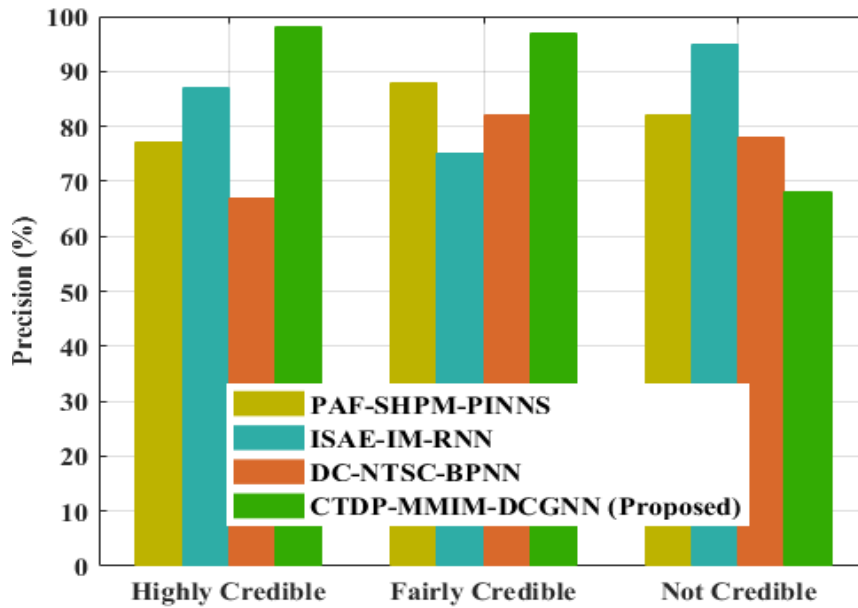 100
90
80
70
60
50
40
30
20
10
0
Precision (%)
PAF-SHPM-PINNS
ISAE-IM-RNN
DC-NTSC-BPNN
CTDP-MMIM-DCGNN (Proposed)
Highly Credible Fairly Credible Not Credible